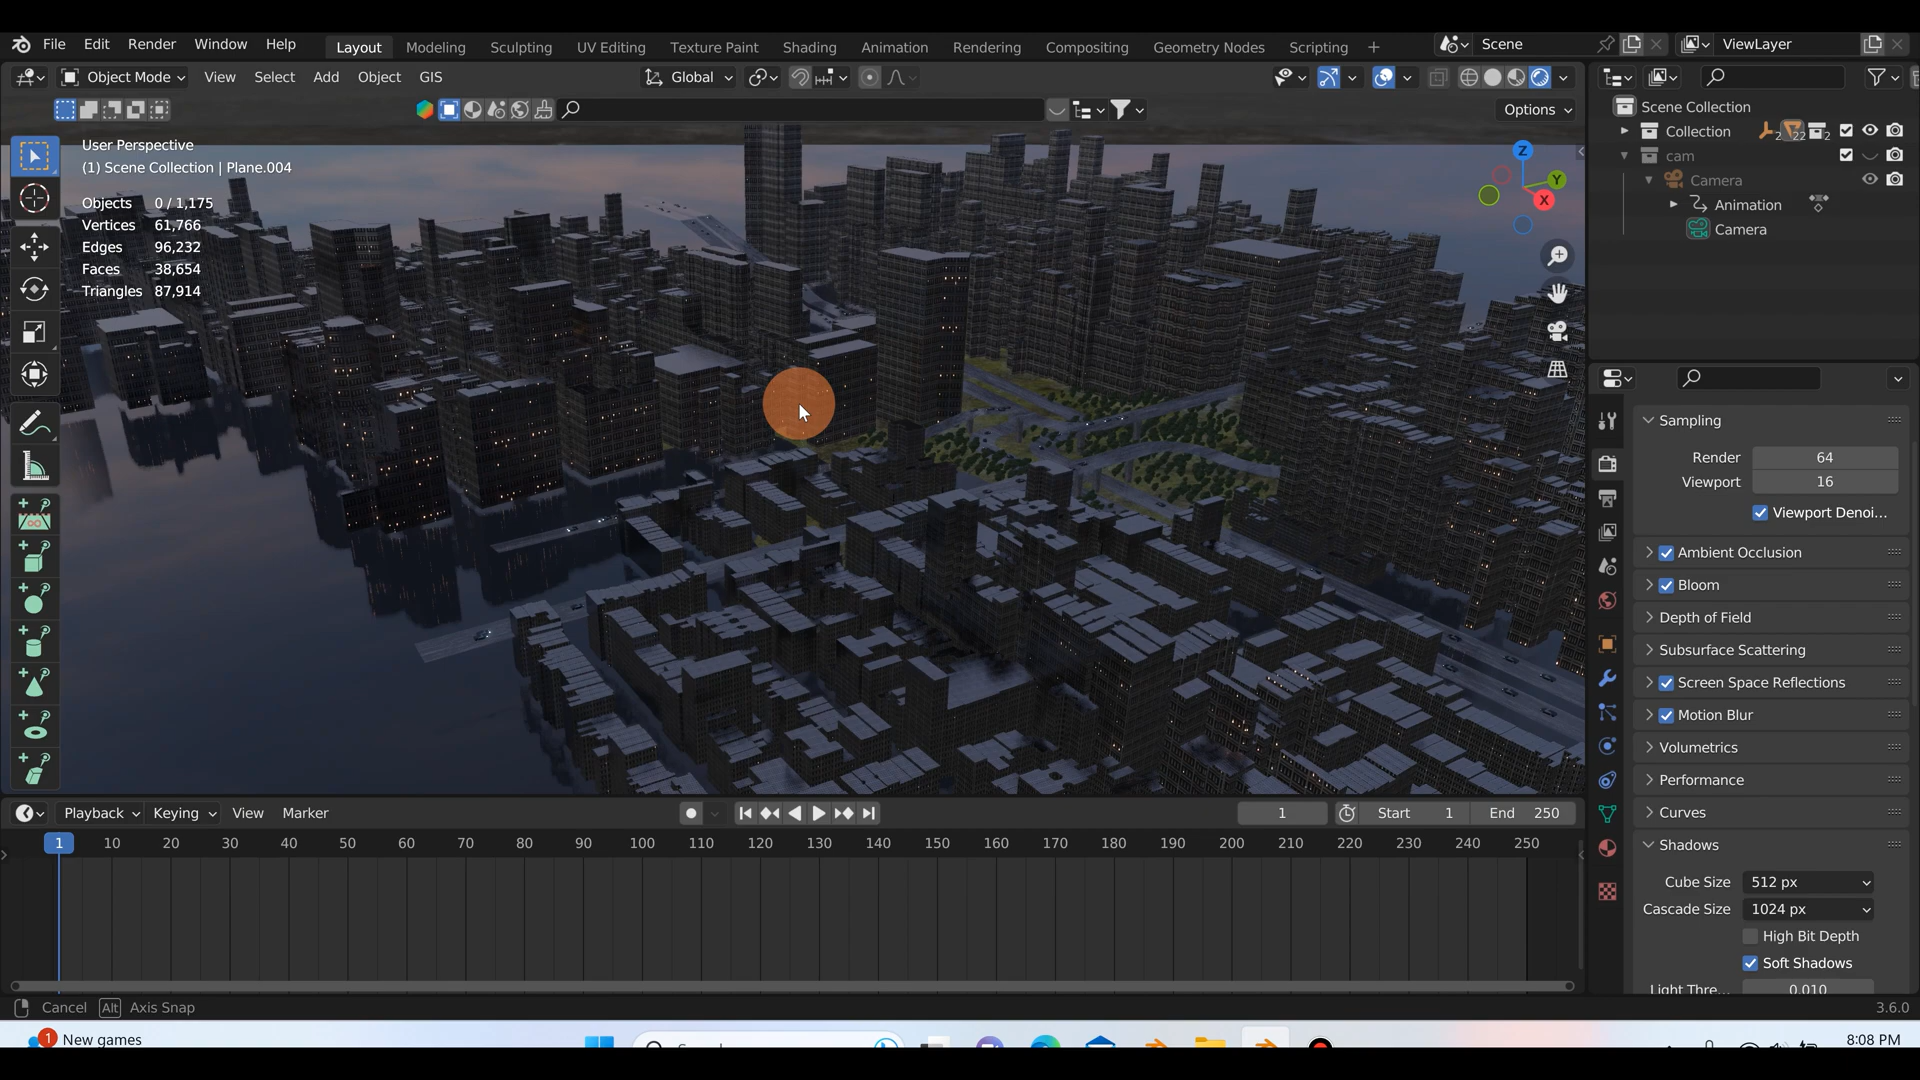 File Edit Render Window Help Layout Modeling Sculpting UV Editing Texture Paint Shading Animation Rendering Compositing Geometry Nodes Scripting + Scene ViewLayer
Object Mode View Select Add Object GIS Global
Options
User Perspective
(1) Scene Collection | Plane.004
Objects 0 / 1,175
Vertices 61,766
Edges 96,232
Faces 38,654
Triangles 87,914
Z
Y
X
Scene Collection
Collection 2 22 2
cam
Camera
Animation
Camera
Sampling
Render 64
Viewport 16
Viewport Denoi...
Ambient Occlusion
Bloom
Depth of Field
Subsurface Scattering
Screen Space Reflections
Motion Blur
Volumetrics
Performance
Curves
Shadows
Cube Size 512 px
Cascade Size 1024 px
High Bit Depth
Soft Shadows
Light Thre... 0.010
Playback Keying View Marker 1 Start 1 End 250
1 10 20 30 40 50 60 70 80 90 100 110 120 130 140 150 160 170 180 190 200 210 220 230 240 250
Cancel Alt Axis Snap 3.6.0
1 New games 8:08 PM